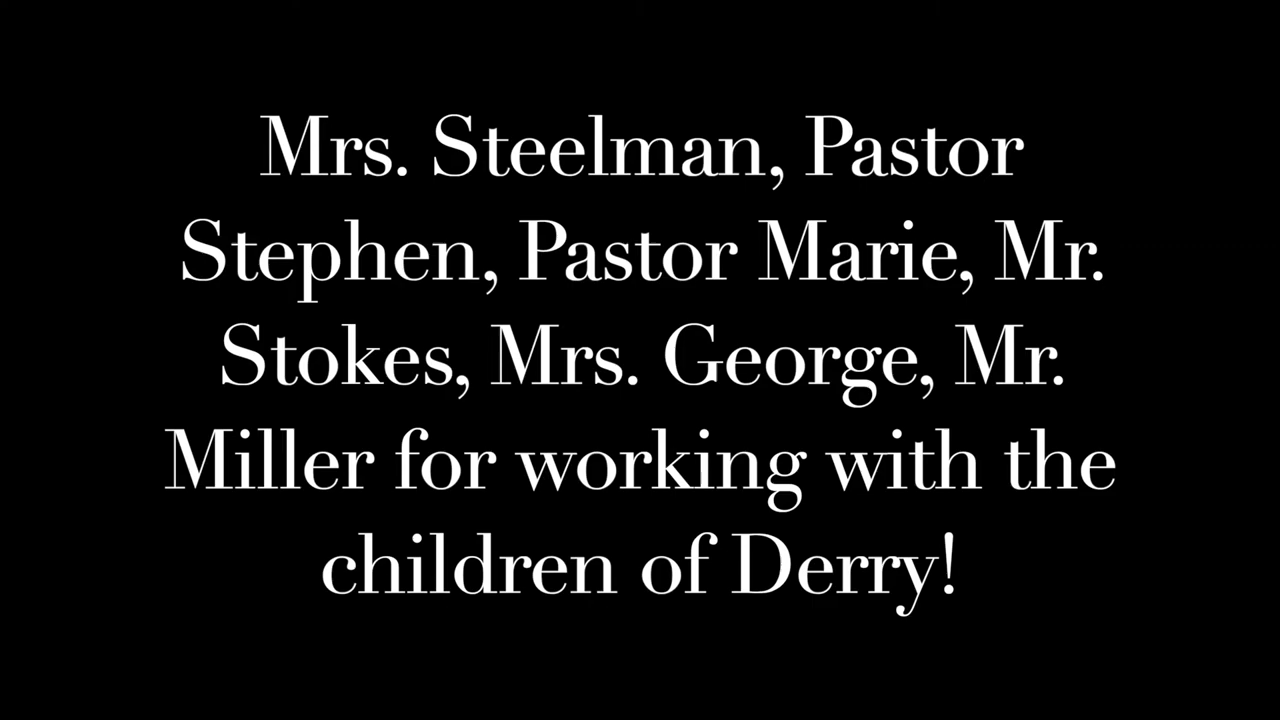 Mrs. Steelman, Pastor
Stephen, Pastor Marie, Mr.
Stokes, Mrs. George, Mr.
Miller for working with the
children of Derry!